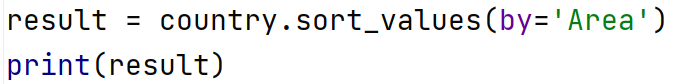 result = country.sort_values(by='Area')
print(result)